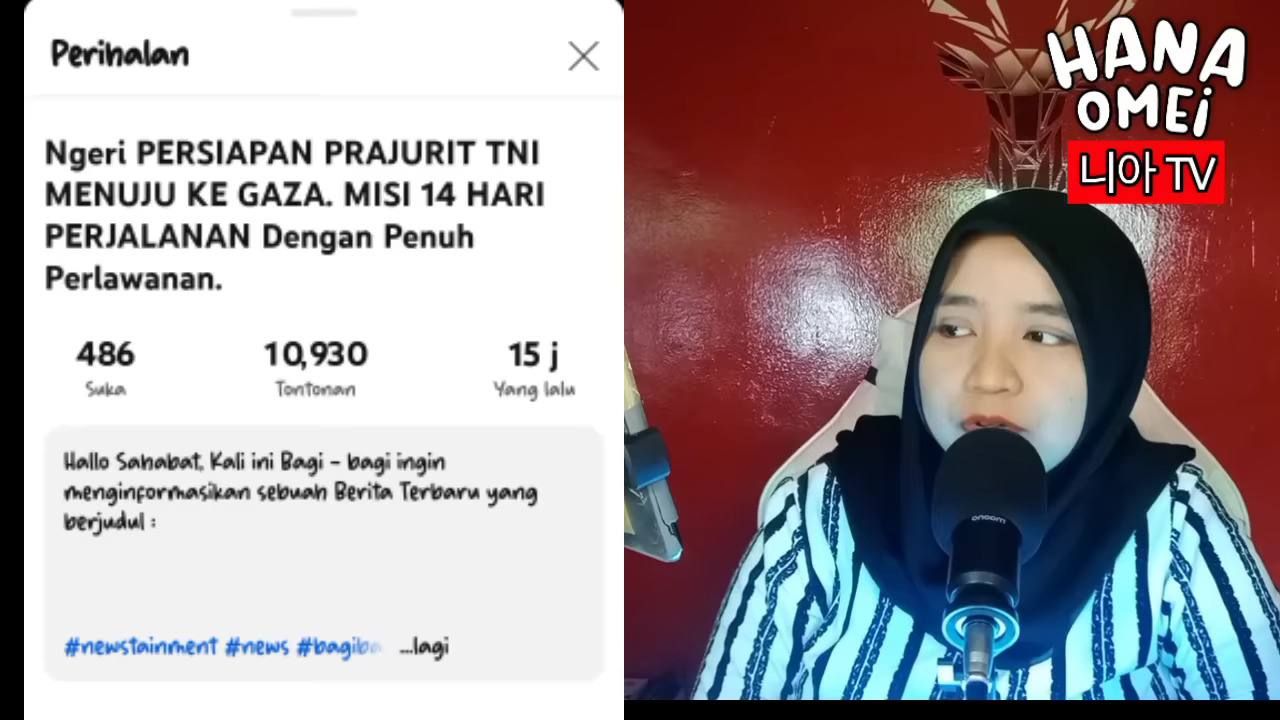 Perihalan
Ngeri PERSIAPAN PRAJURIT TNI
MENUJU KE GAZA. MISI 14 HARI
PERJALANAN Dengan Penuh
Perlawanan.
486
Suka
10,930
Tontonan
15 j
Yang lalu
Hallo Sahabat, Kali ini Bagi - bagi ingin
menginformasikan sebuah Berita Terbaru yang
berjudul :
#newstainment #news #bagiba ...lagi
HANA
OMEi
니아 TV
maono